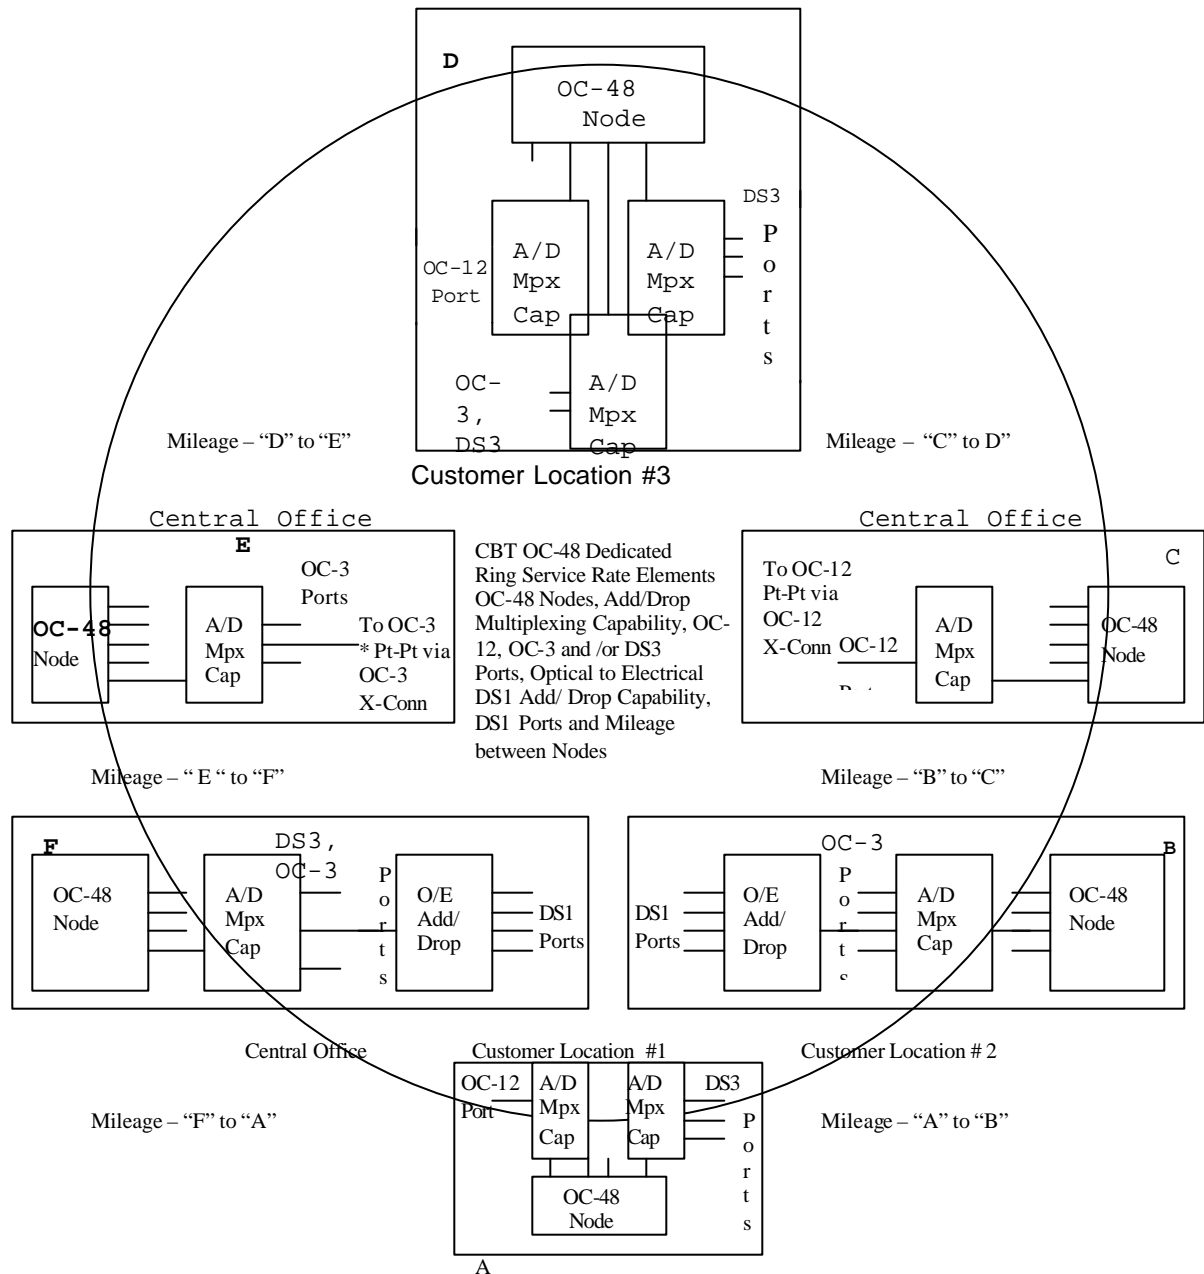 D
OC-48
Node
DS3
P
o
r
t
s
A/D
Mpx
Cap
A/D
Mpx
Cap
OC-12
Port
OC-
3,
DS3
A/D
Mpx
Cap
Mileage – “D” to “E”
Mileage – “C” to D”
Customer Location #3
Central Office
E
OC-48
Node
A/D
Mpx
Cap
OC-3
Ports
To OC-3
* Pt-Pt via
OC-3
X-Conn
CBT OC-48 Dedicated
Ring Service Rate Elements
OC-48 Nodes, Add/Drop
Multiplexing Capability, OC-
12, OC-3 and /or DS3
Ports, Optical to Electrical
DS1 Add/ Drop Capability,
DS1 Ports and Mileage
between Nodes
Central Office
C
To OC-12
Pt-Pt via
OC-12
X-Conn
OC-12
A/D
Mpx
Cap
OC-48
Node
Mileage – “ E “ to “F”
Mileage – “B” to “C”
F
OC-48
Node
DS3,
OC-3
A/D
Mpx
Cap
P
o
r
t
s
O/E
Add/
Drop
DS1
Ports
OC-3
B
DS1
Ports
O/E
Add/
Drop
P
o
r
t
s
A/D
Mpx
Cap
OC-48
Node
Central Office
Customer Location #1
Customer Location # 2
Mileage – “F” to “A”
Mileage – “A” to “B”
OC-12
Port
A/D
Mpx
Cap
A/D
Mpx
Cap
DS3
P
o
r
t
s
OC-48
Node
A